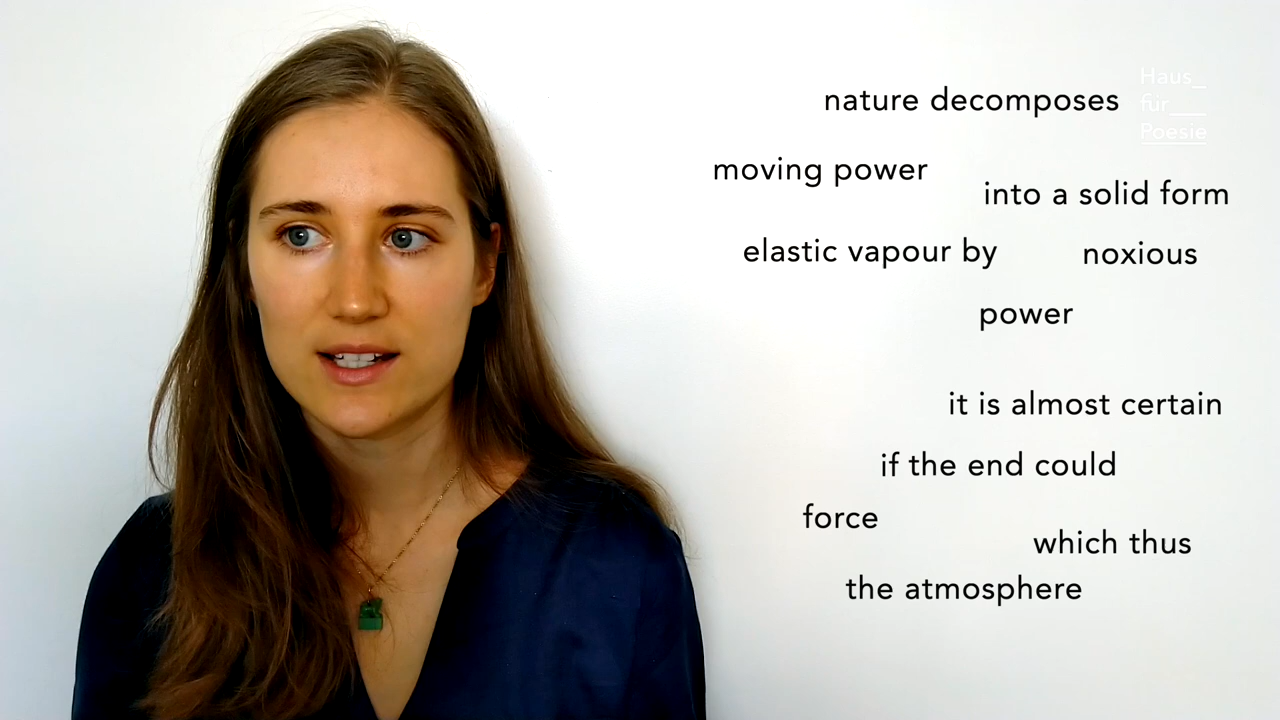 Haus_
für___
Poesie
nature decomposes
moving power
into a solid form
elastic vapour by
noxious
power
it is almost certain
if the end could
force
which thus
the atmosphere